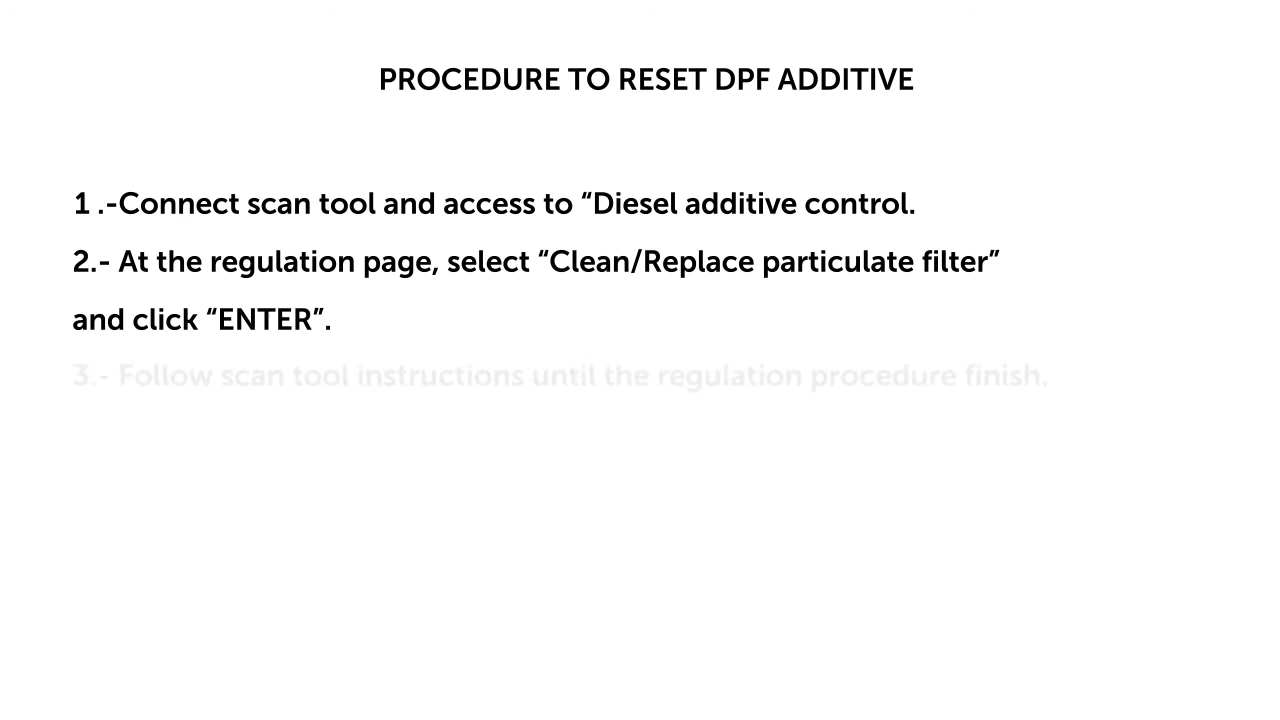 PROCEDURE TO RESET DPF ADDITIVE
1 .-Connect scan tool and access to “Diesel additive control.
2.- At the regulation page, select “Clean/Replace particulate filter”
and click “ENTER”.
3.- Follow scan tool instructions until the regulation procedure finish.